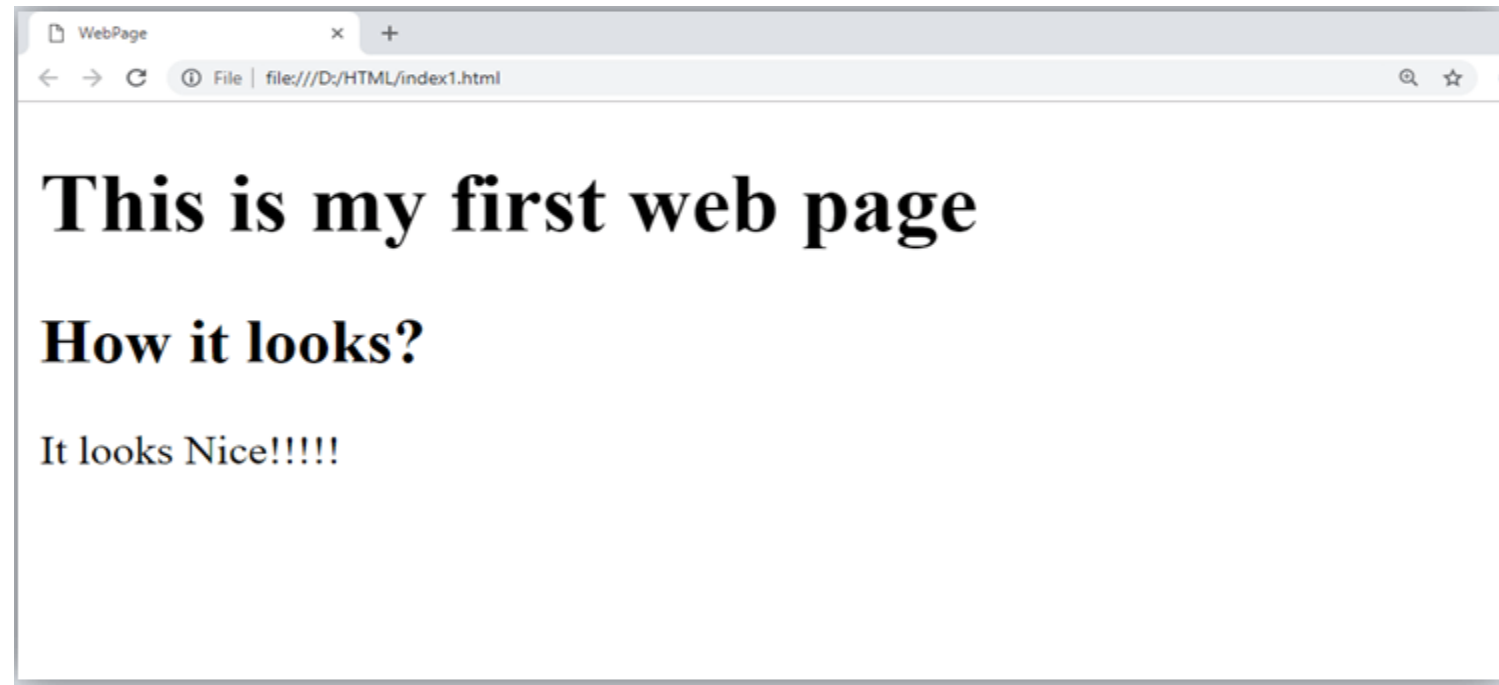 WebPage
File | file:///D:/HTML/index1.html
This is my first web page
How it looks?
It looks Nice!!!!!